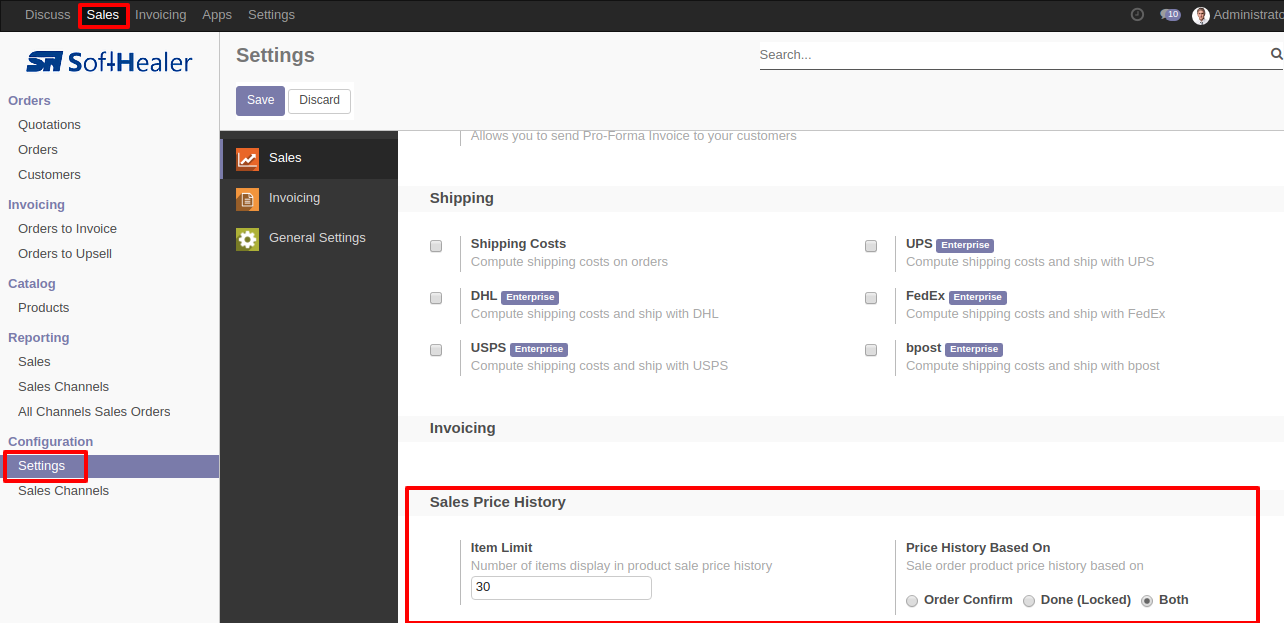 Discuss Sales Invoicing Apps Settings 10 Administrato
SoftHealer
Settings
Search...
Save Discard
Orders
Quotations
Orders
Customers
Invoicing
Orders to Invoice
Orders to Upsell
Catalog
Products
Reporting
Sales
Sales Channels
All Channels Sales Orders
Configuration
Settings
Sales Channels
Sales
Invoicing
General Settings
Allows you to send Pro-Forma Invoice to your customers
Shipping
Shipping Costs
Compute shipping costs on orders
UPS Enterprise
Compute shipping costs and ship with UPS
DHL Enterprise
Compute shipping costs and ship with DHL
FedEx Enterprise
Compute shipping costs and ship with FedEx
USPS Enterprise
Compute shipping costs and ship with USPS
bpost Enterprise
Compute shipping costs and ship with bpost
Invoicing
Sales Price History
Item Limit
Number of items display in product sale price history
30
Price History Based On
Sale order product price history based on
Order Confirm Done (Locked) Both